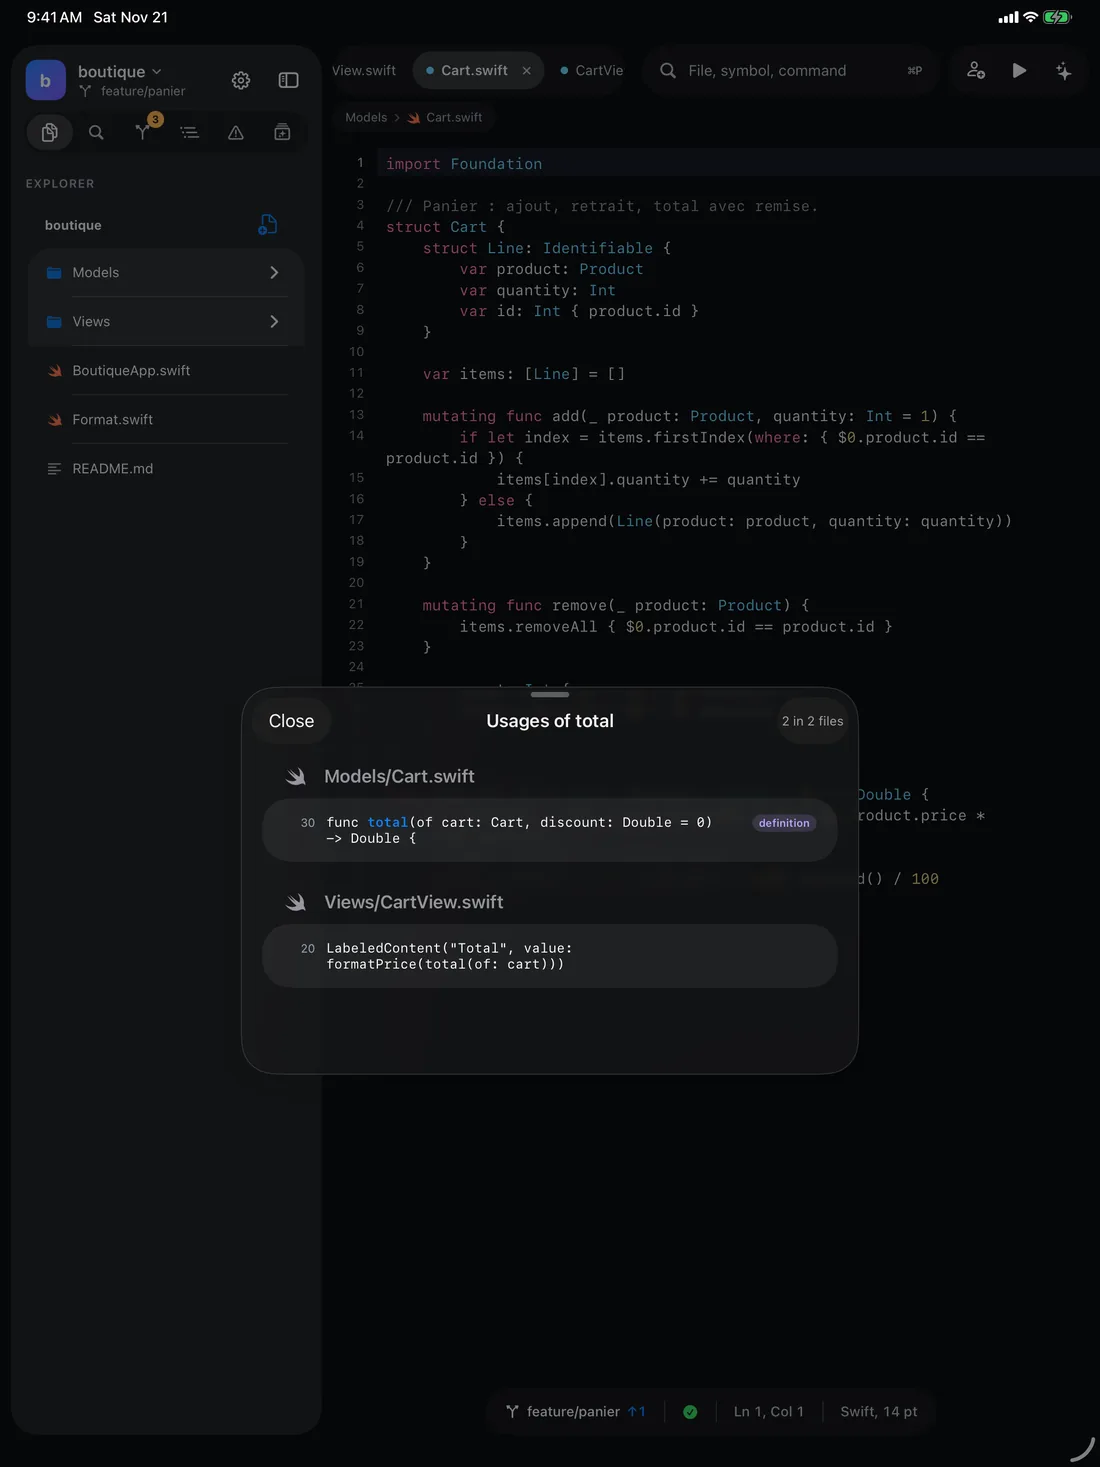 9:41 AM Sat Nov 21
b
boutique
feature/panier
3
EXPLORER
boutique
Models
Views
BoutiqueApp.swift
Format.swift
README.md
View.swift
Cart.swift ×
CartVie
File, symbol, command ⌘P
Models > Cart.swift
1 import Foundation
2
3 /// Panier : ajout, retrait, total avec remise.
4 struct Cart {
5 struct Line: Identifiable {
6 var product: Product
7 var quantity: Int
8 var id: Int { product.id }
9 }
10
11 var items: [Line] = []
12
13 mutating func add(_ product: Product, quantity: Int = 1) {
14 if let index = items.firstIndex(where: { $0.product.id ==
product.id }) {
15 items[index].quantity += quantity
16 } else {
17 items.append(Line(product: product, quantity: quantity))
18 }
19 }
20
21 mutating func remove(_ product: Product) {
22 items.removeAll { $0.product.id == product.id }
23 }
24
Double {
roduct.price *
d() / 100
Close
Usages of total
2 in 2 files
Models/Cart.swift
30 func total(of cart: Cart, discount: Double = 0) definition
-> Double {
Views/CartView.swift
20 LabeledContent("Total", value:
formatPrice(total(of: cart)))
feature/panier ↑1
Ln 1, Col 1
Swift, 14 pt